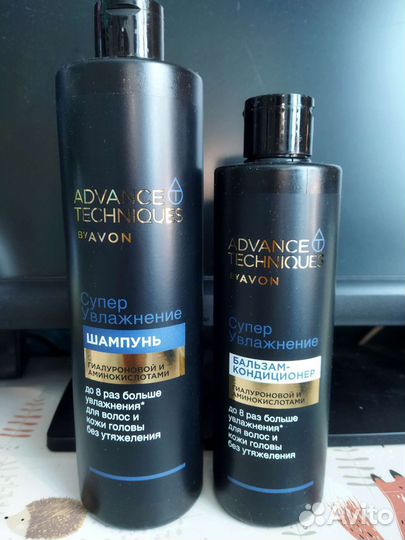 ADVANCE
TECHNIQUES
BY AVON
Супер
Увлажнение
ШАМПУНЬ
ГИАЛУРОНОВОЙ И
АМИНОКИСЛОТАМИ
до 8 раз больше
увлажнения*
для волос и
кожи головы
без утяжеления
ADVANCE
TECHNIQUES
BY AVON
Супер
Увлажнение
БАЛЬЗАМ-
КОНДИЦИОНЕР
ГИАЛУРОНОВОЙ И
АМИНОКИСЛОТАМИ
до 8 раз больше
увлажнения*
для волос и
кожи головы
без утяжеления
Avito